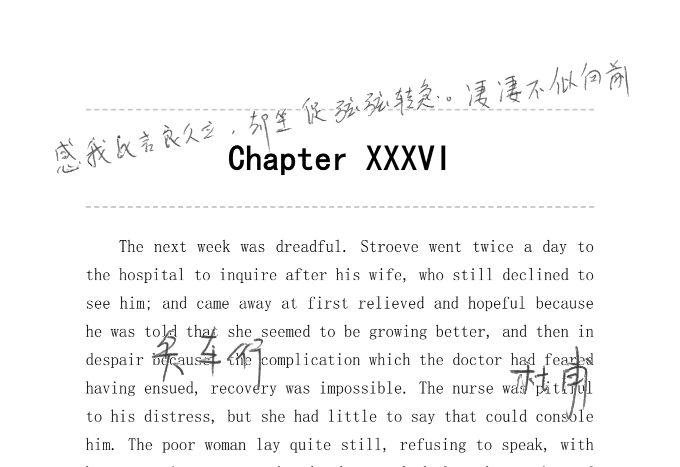 感我此言良久立，却坐促弦弦转急。凄凄不似向前
Chapter XXXVI
The next week was dreadful. Stroeve went twice a day to
the hospital to inquire after his wife, who still declined to
see him; and came away at first relieved and hopeful because
he was told that she seemed to be growing better, and then in
despair because the complication which the doctor had feared
兵车行
杜甫
having ensued, recovery was impossible. The nurse was pitiful
to his distress, but she had little to say that could console
him. The poor woman lay quite still, refusing to speak, with